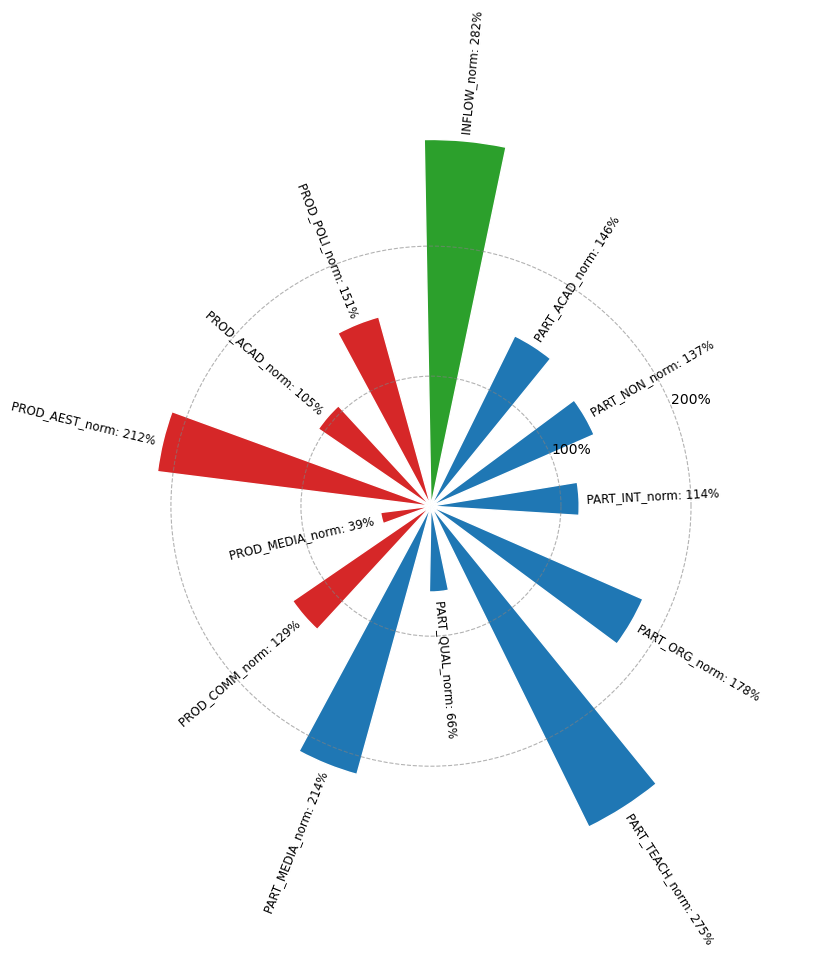 INFLOW_norm: 282%
PROD_POLI_norm: 151%
PART_ACAD_norm: 146%
PROD_ACAD_norm: 105%
PART_NON_norm: 137%
200%
PROD_AEST_norm: 212%
100%
PART_INT_norm: 114%
PROD_MEDIA_norm: 39%
PART_ORG_norm: 178%
PROD_COMM_norm: 129%
PART_QUAL_norm: 66%
PART_MEDIA_norm: 214%
PART_TEACH_norm: 275%